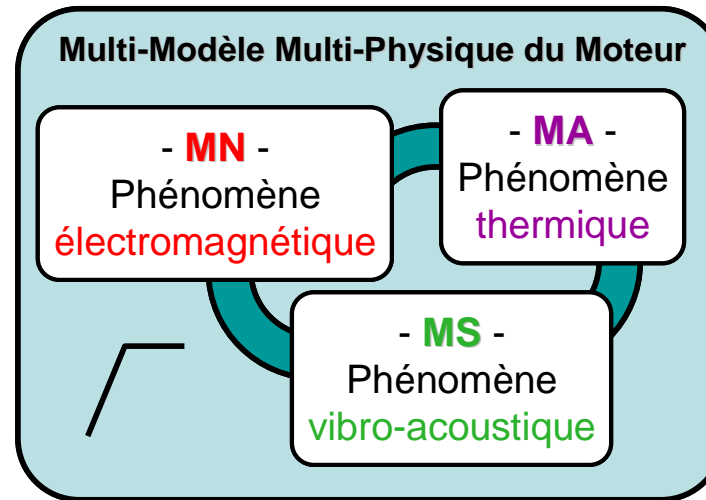 Multi-Modèle Multi-Physique du Moteur
- MN -
Phénomène
électromagnétique
- MA -
Phénomène
thermique
- MS -
Phénomène
vibro-acoustique